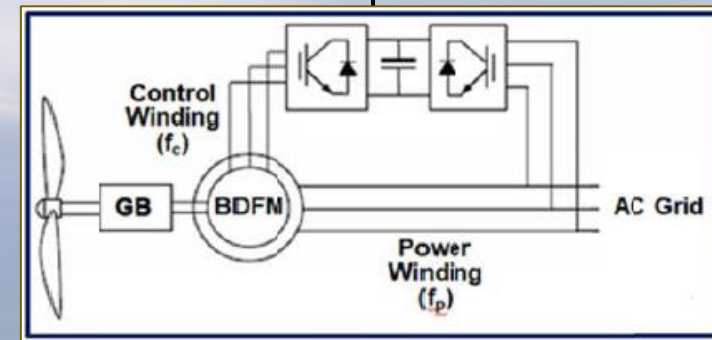 Control
Winding
(fc)
GB
BDFM
AC Grid
Power
Winding
(fp)